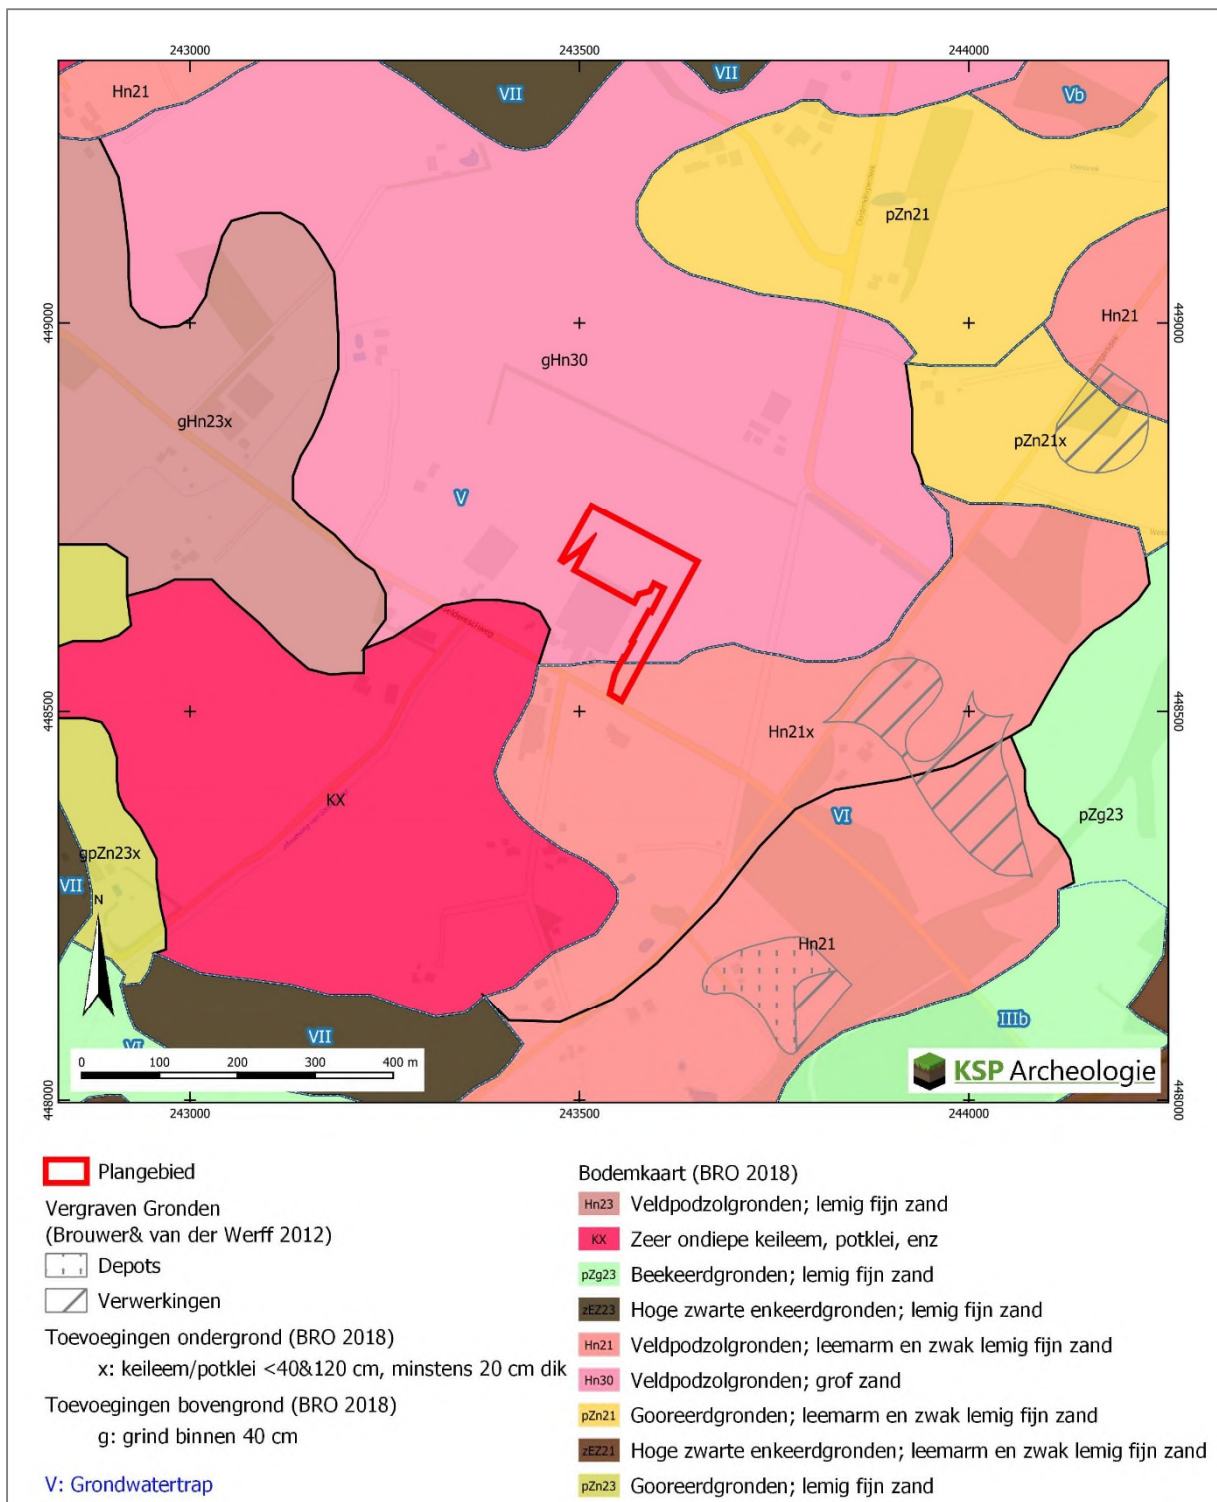 243000 243500 244000
VII
VII
Hn21
Vb
pZn21
449000 449000
Hn21
gHn30
gHn23x
pZn21x
V
448500 448500
Hn21x
KX
VI
pZg23
gpZn23x
VII
N
Hn21
VII
IIIb
VI
0 100 200 300 400 m
KSP Archeologie
448000 448000
243000 243500 244000
Plangebied
Vergraven Gronden
(Brouwer& van der Werff 2012)
Depots
Verwerkingen
Toevoegingen ondergrond (BRO 2018)
x: keileem/potklei <40&120 cm, minstens 20 cm dik
Toevoegingen bovengrond (BRO 2018)
g: grind binnen 40 cm
V: Grondwatertrap
Bodemkaart (BRO 2018)
Hn23 Veldpodzolgronden; lemig fijn zand
KX Zeer ondiepe keileem, potklei, enz
pZg23 Beekeerdgronden; lemig fijn zand
zEZ23 Hoge zwarte enkeerdgronden; lemig fijn zand
Hn21 Veldpodzolgronden; leemarm en zwak lemig fijn zand
Hn30 Veldpodzolgronden; grof zand
pZn21 Gooreerdgronden; leemarm en zwak lemig fijn zand
zEZ21 Hoge zwarte enkeerdgronden; leemarm en zwak lemig fijn zand
pZn23 Gooreerdgronden; lemig fijn zand